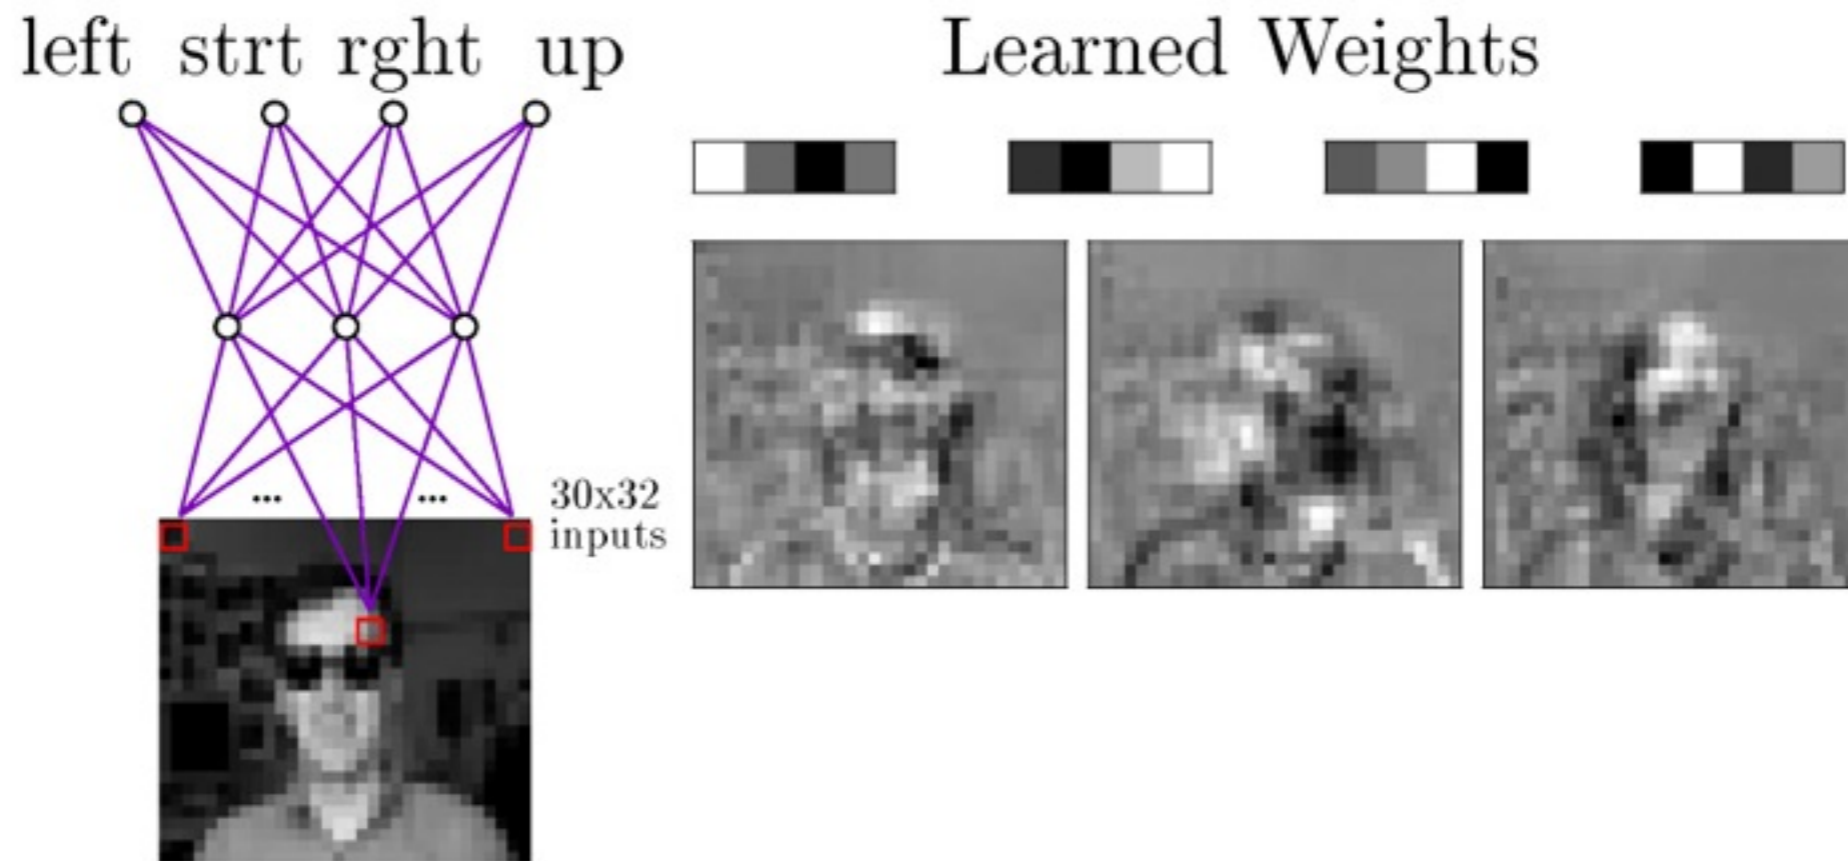 left strt rght up
Learned Weights
...
...
30x32
inputs